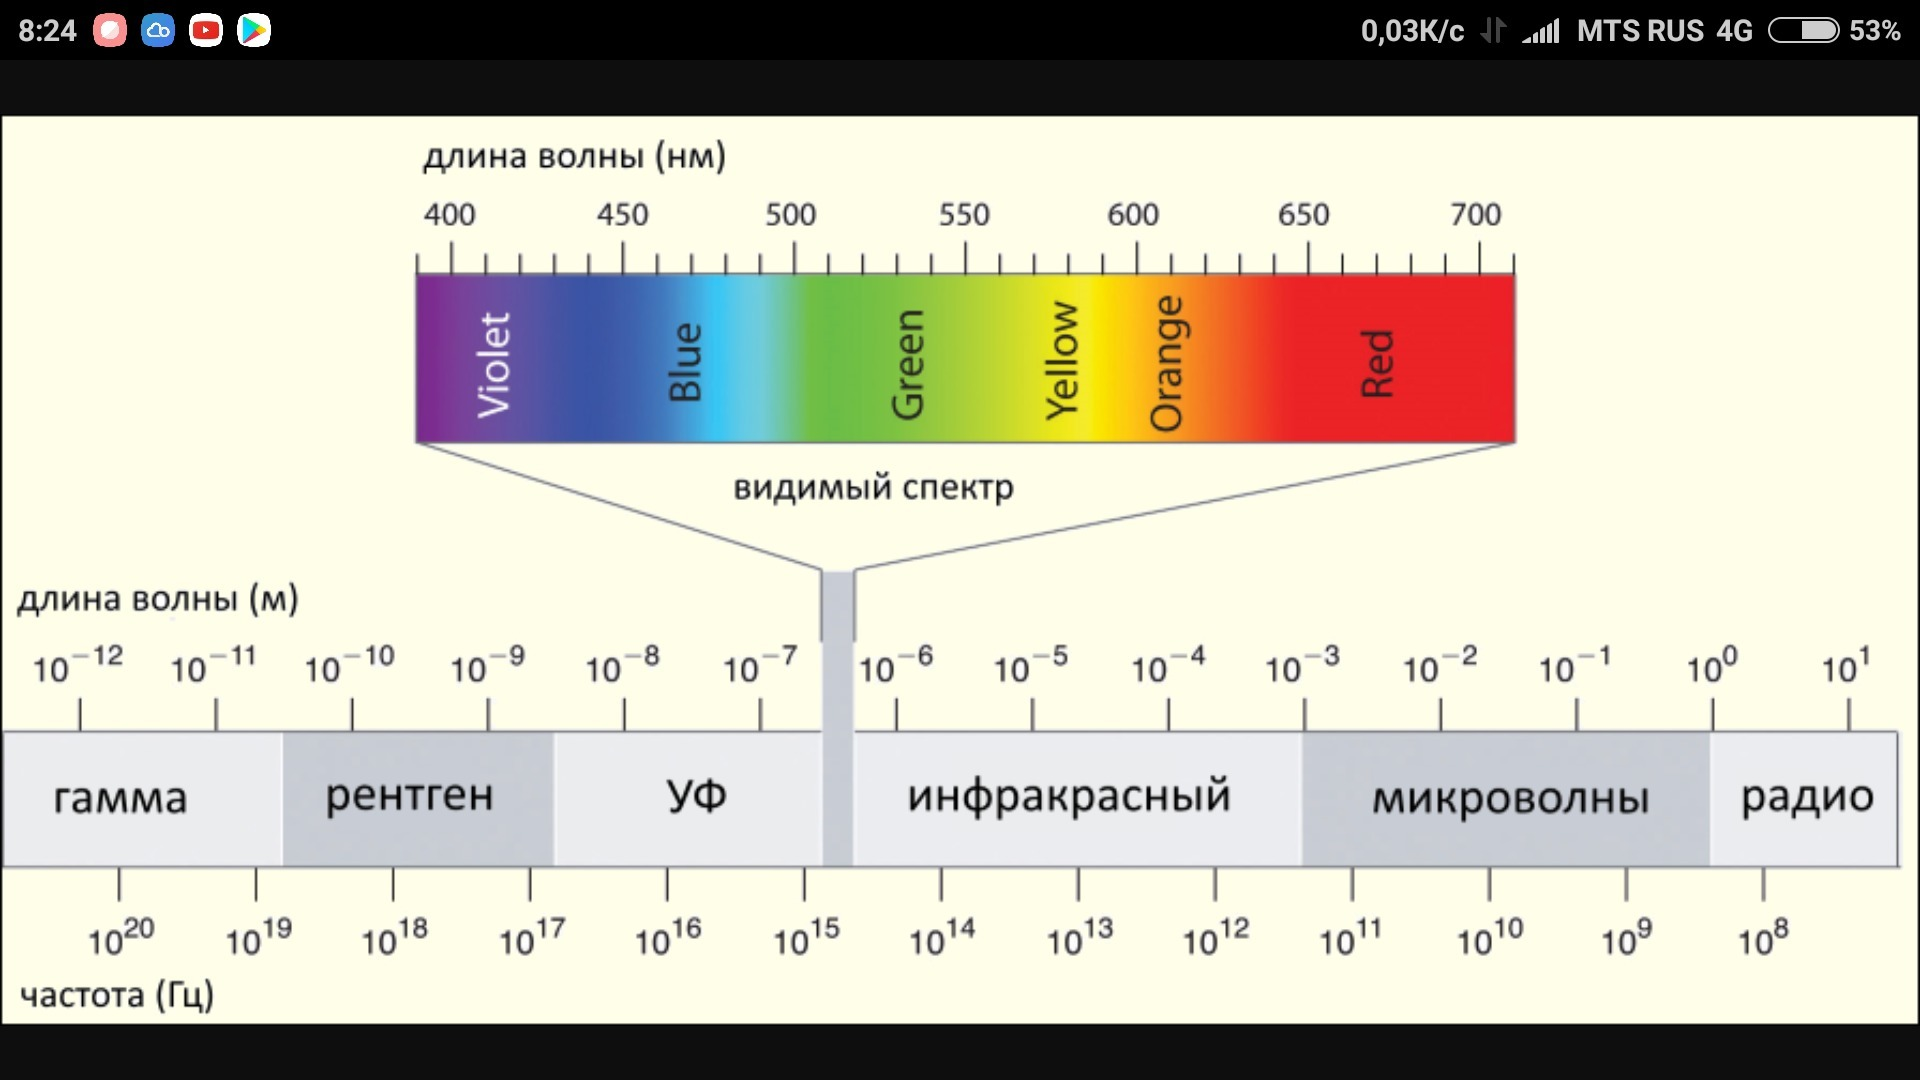 8:24 0,03K/c MTS RUS 4G 53%
длина волны (нм)
400 450 500 550 600 650 700
Violet Blue Green Yellow Orange Red
видимый спектр
длина волны (м)
10⁻¹² 10⁻¹¹ 10⁻¹⁰ 10⁻⁹ 10⁻⁸ 10⁻⁷ 10⁻⁶ 10⁻⁵ 10⁻⁴ 10⁻³ 10⁻² 10⁻¹ 10⁰ 10¹
гамма рентген УФ инфракрасный микроволны радио
10²⁰ 10¹⁹ 10¹⁸ 10¹⁷ 10¹⁶ 10¹⁵ 10¹⁴ 10¹³ 10¹² 10¹¹ 10¹⁰ 10⁹ 10⁸
частота (Гц)